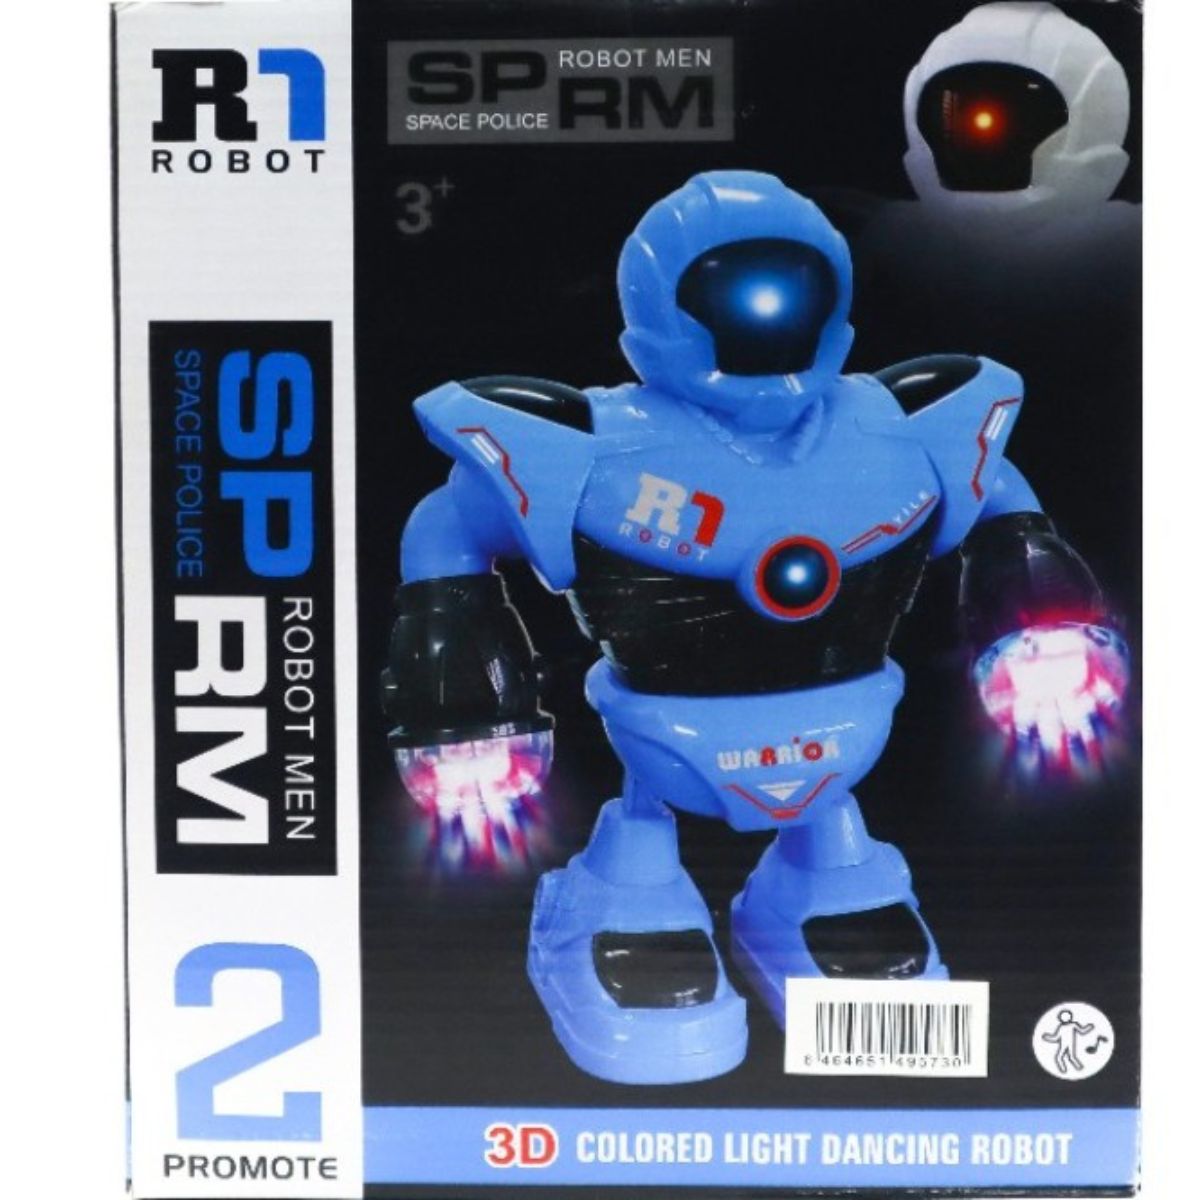 R1
ROBOT
SP ROBOT MEN
SPACE POLICE RM
3+
SP
SPACE POLICE
ROBOT MEN
RM
2
PROMOTE
R1
ROBOT
WARRIOR
3D COLORED LIGHT DANCING ROBOT